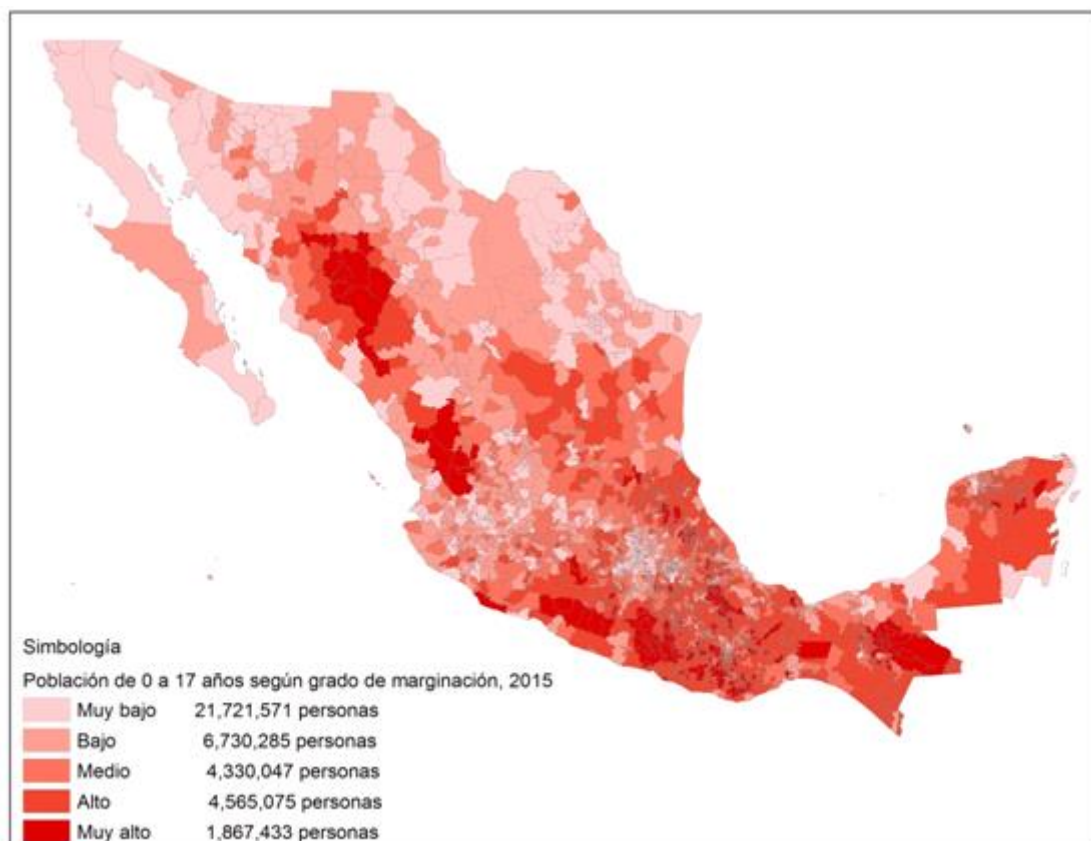 Simbología
Población de 0 a 17 años según grado de marginación, 2015
Muy bajo 21,721,571 personas
Bajo 6,730,285 personas
Medio 4,330,047 personas
Alto 4,565,075 personas
Muy alto 1,867,433 personas